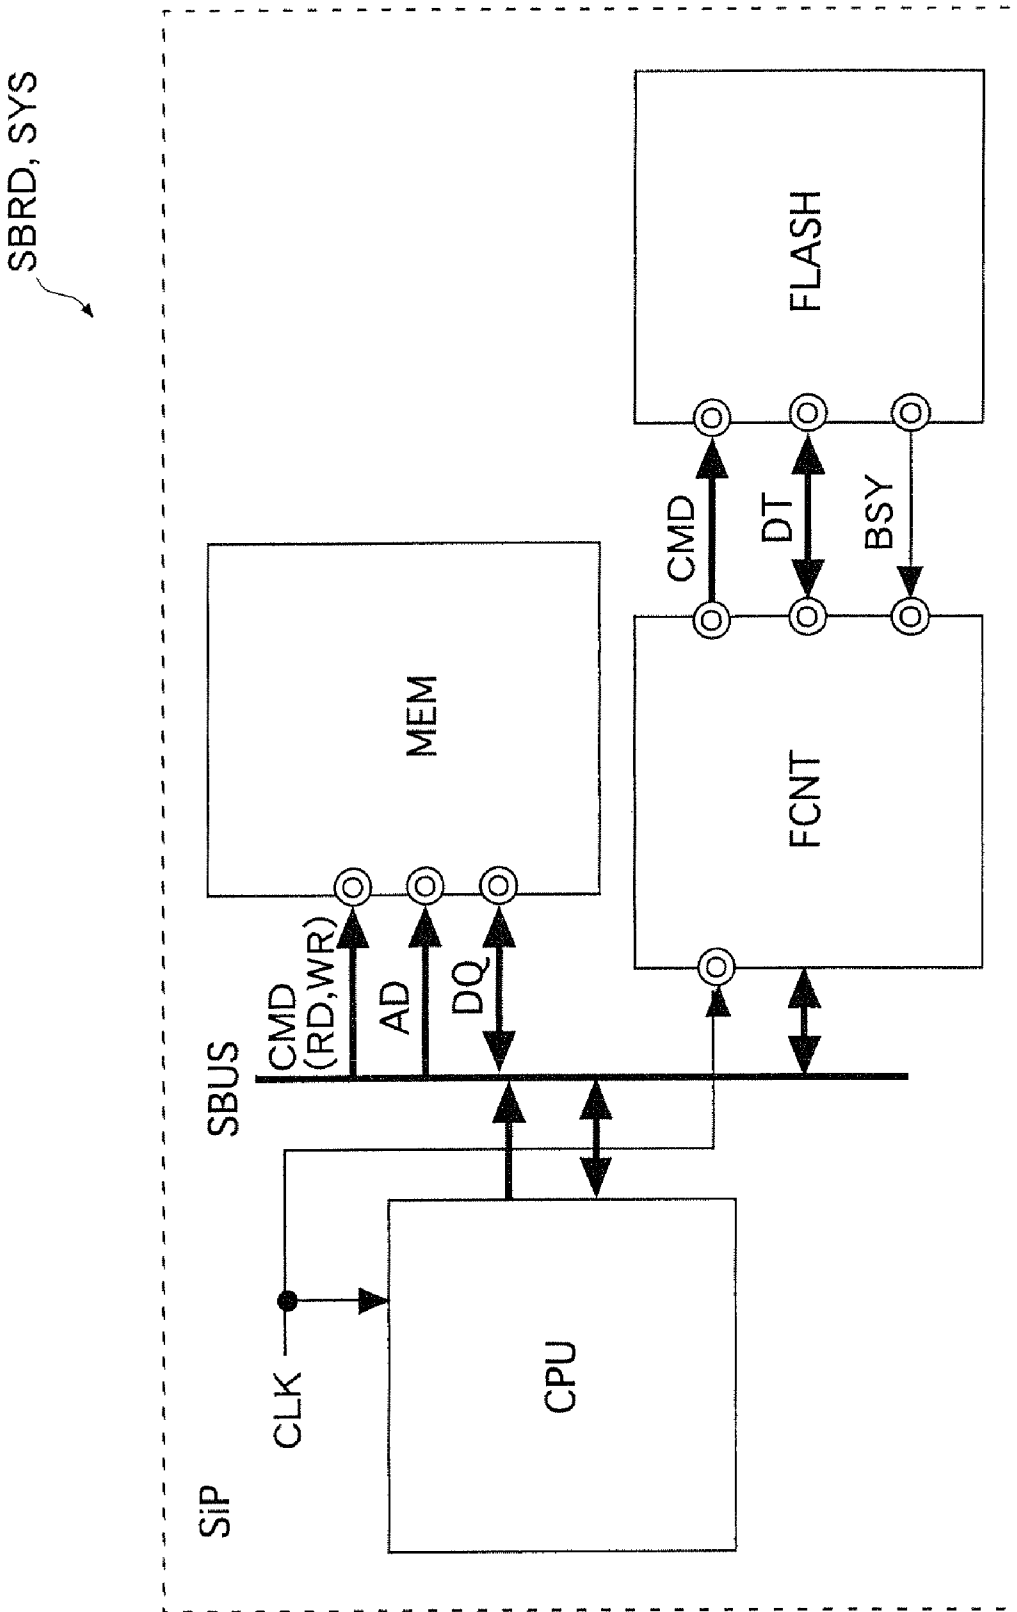 SBRD, SYS
SiP
CLK
SBUS
CMD
(RD,WR)
AD
DQ
MEM
CPU
CMD
DT
BSY
FCNT
FLASH